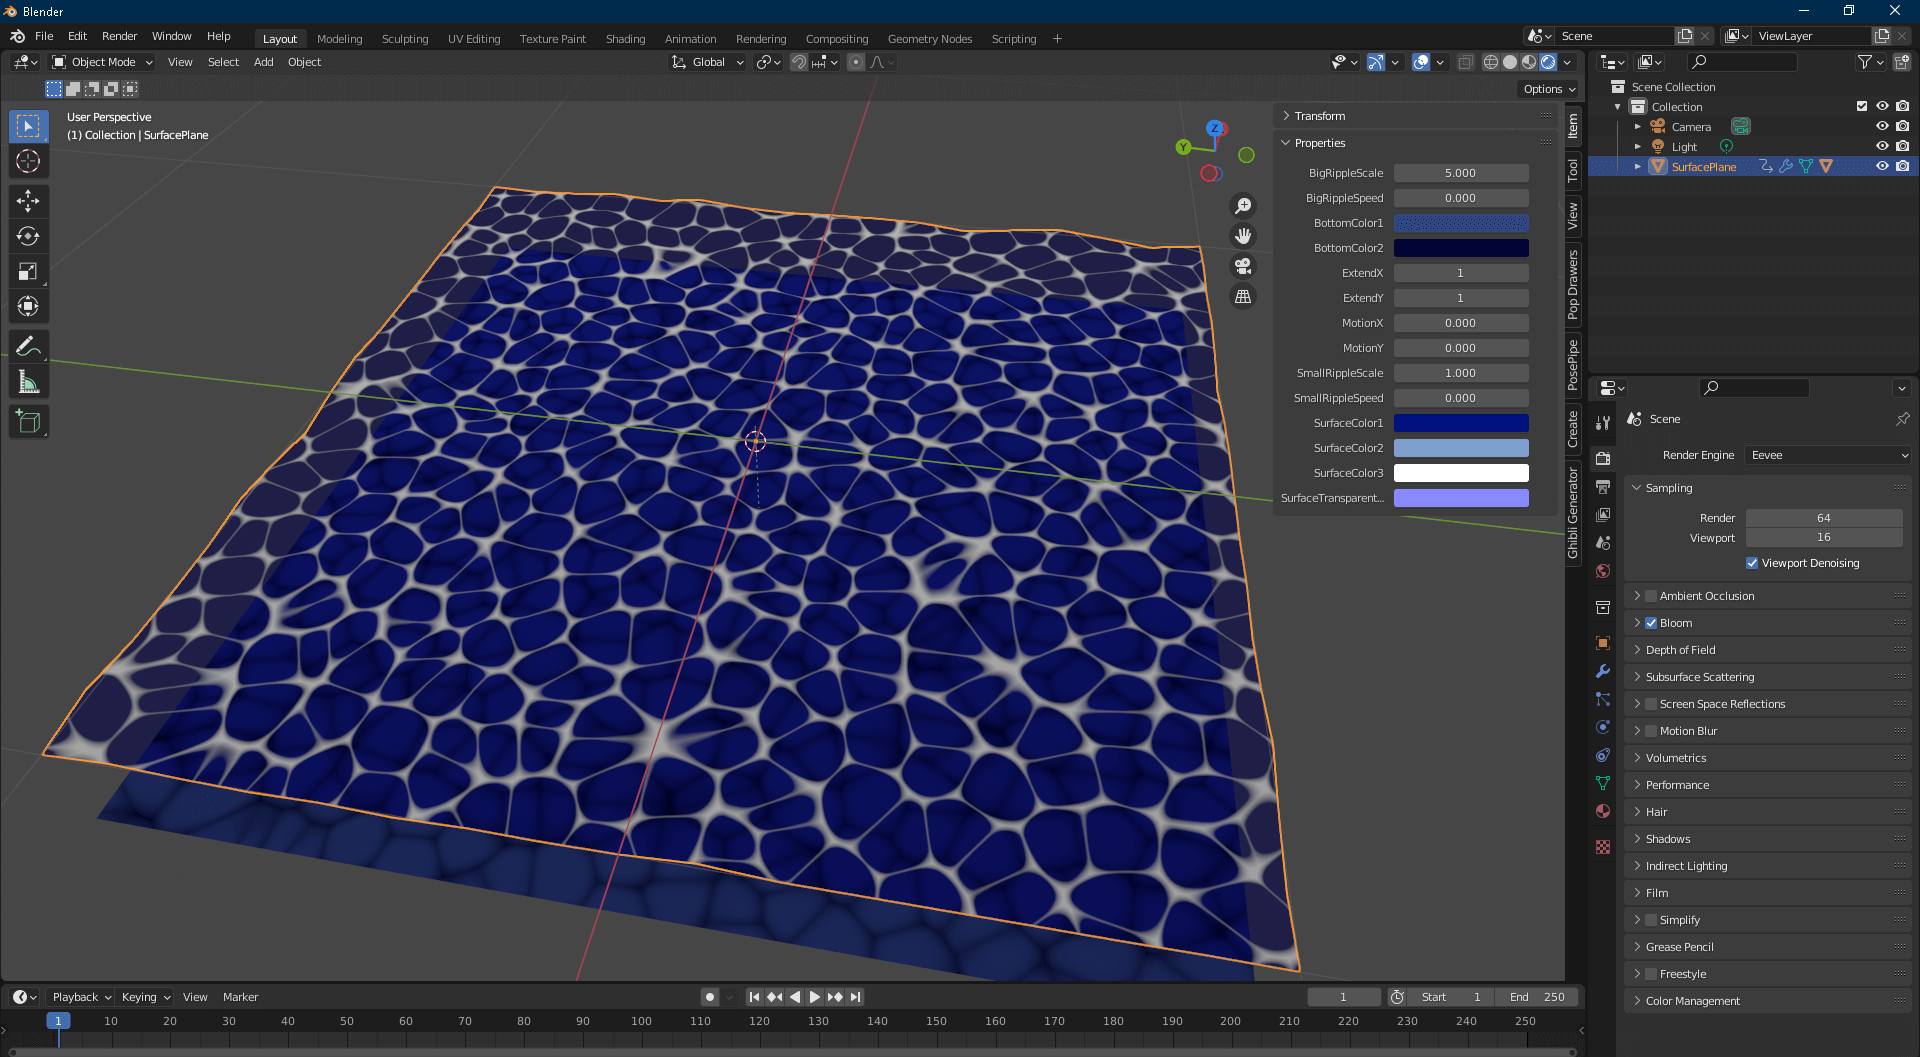 Blender
File Edit Render Window Help
Layout Modeling Sculpting UV Editing Texture Paint Shading Animation Rendering Compositing Geometry Nodes Scripting +
Scene
ViewLayer
Object Mode View Select Add Object
Global
Options
User Perspective
(1) Collection | SurfacePlane
Z
Y
Transform
Properties
BigRippleScale 5.000
BigRippleSpeed 0.000
BottomColor1
BottomColor2
ExtendX 1
ExtendY 1
MotionX 0.000
MotionY 0.000
SmallRippleScale 1.000
SmallRippleSpeed 0.000
SurfaceColor1
SurfaceColor2
SurfaceColor3
SurfaceTransparent...
Item
Tool
View
Pop Drawers
PosePipe
Create
Ghibli Generator
Scene Collection
Collection
Camera
Light
SurfacePlane
Scene
Render Engine Eevee
Sampling
Render 64
Viewport 16
Viewport Denoising
Ambient Occlusion
Bloom
Depth of Field
Subsurface Scattering
Screen Space Reflections
Motion Blur
Volumetrics
Performance
Hair
Shadows
Indirect Lighting
Film
Simplify
Grease Pencil
Freestyle
Color Management
Playback Keying View Marker
1 Start 1 End 250
1 10 20 30 40 50 60 70 80 90 100 110 120 130 140 150 160 170 180 190 200 210 220 230 240 250